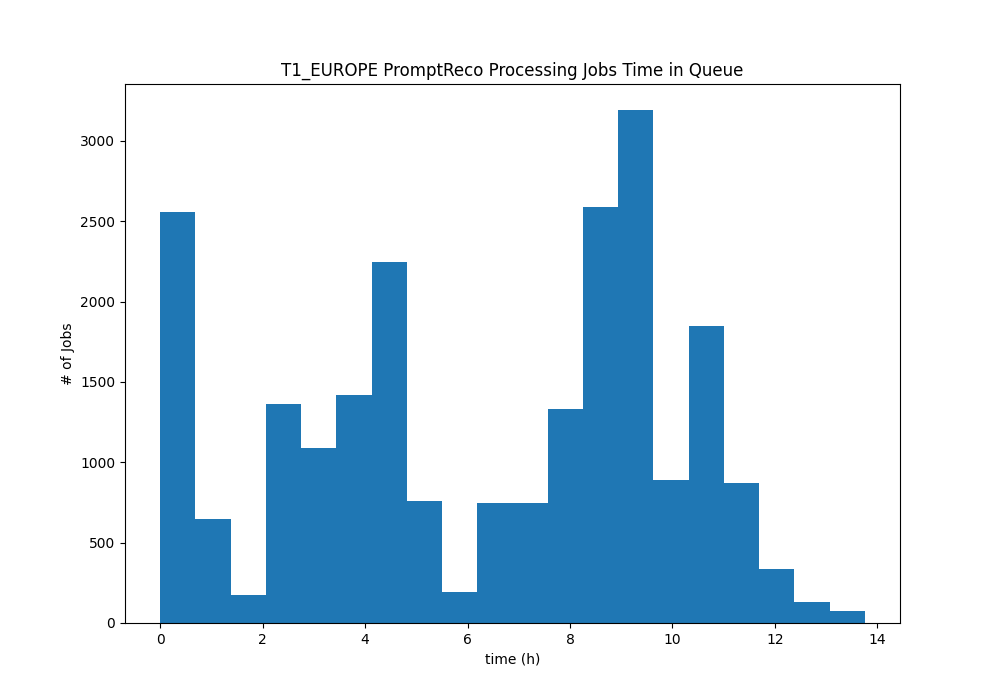 T1_EUROPE PromptReco Processing Jobs Time in Queue
3000
2500
2000
1500
1000
500
0
# of Jobs
0 2 4 6 8 10 12 14
time (h)